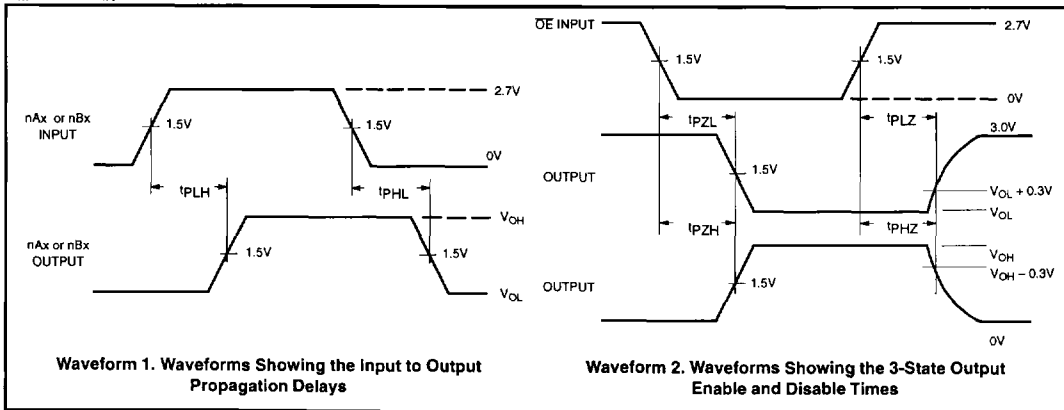 1.5V
2.7V
nAx or nBx
INPUT
1.5V
0V
tPLH
tPHL
VOH
nAx or nBx
OUTPUT
1.5V
1.5V
VOL
Waveform 1. Waveforms Showing the Input to Output
Propagation Delays
OE INPUT
2.7V
1.5V
1.5V
0V
tPZL
tPLZ
3.0V
OUTPUT
1.5V
VOL + 0.3V
VOL
tPZH
tPHZ
VOH
VOH – 0.3V
OUTPUT
1.5V
0V
Waveform 2. Waveforms Showing the 3-State Output
Enable and Disable Times